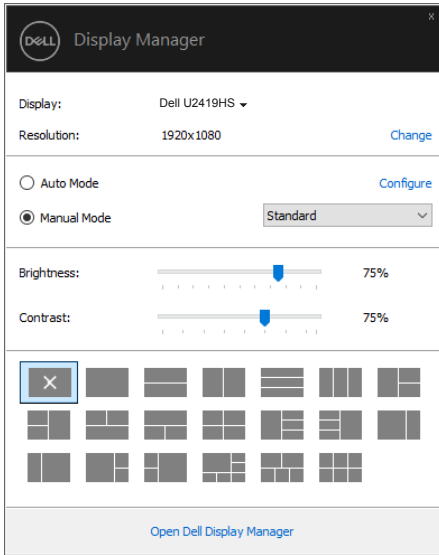 x
DELL Display Manager
Display: Dell U2419HS
Resolution: 1920x1080 Change
Auto Mode Configure
Manual Mode Standard
Brightness: 75%
Contrast: 75%
Open Dell Display Manager